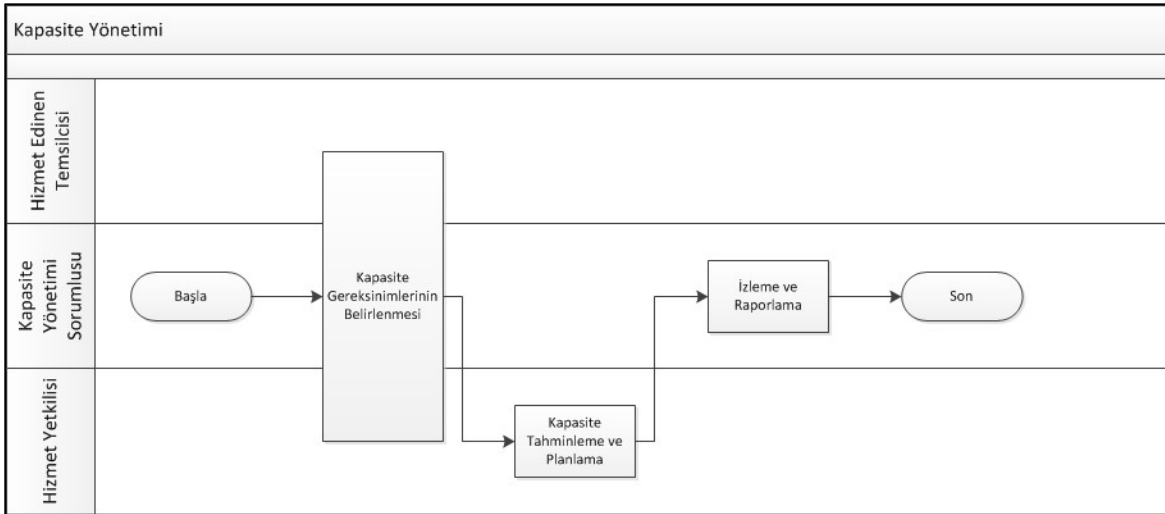 Kapasite Yönetimi
Hizmet Edinen
Temsilcisi
Kapasite
Yönetimi
Sorumlusu
Başla
Kapasite
Gereksinimlerinin
Belirlenmesi
İzleme ve
Raporlama
Son
Hizmet Yetkilisi
Kapasite
Tahminleme ve
Planlama